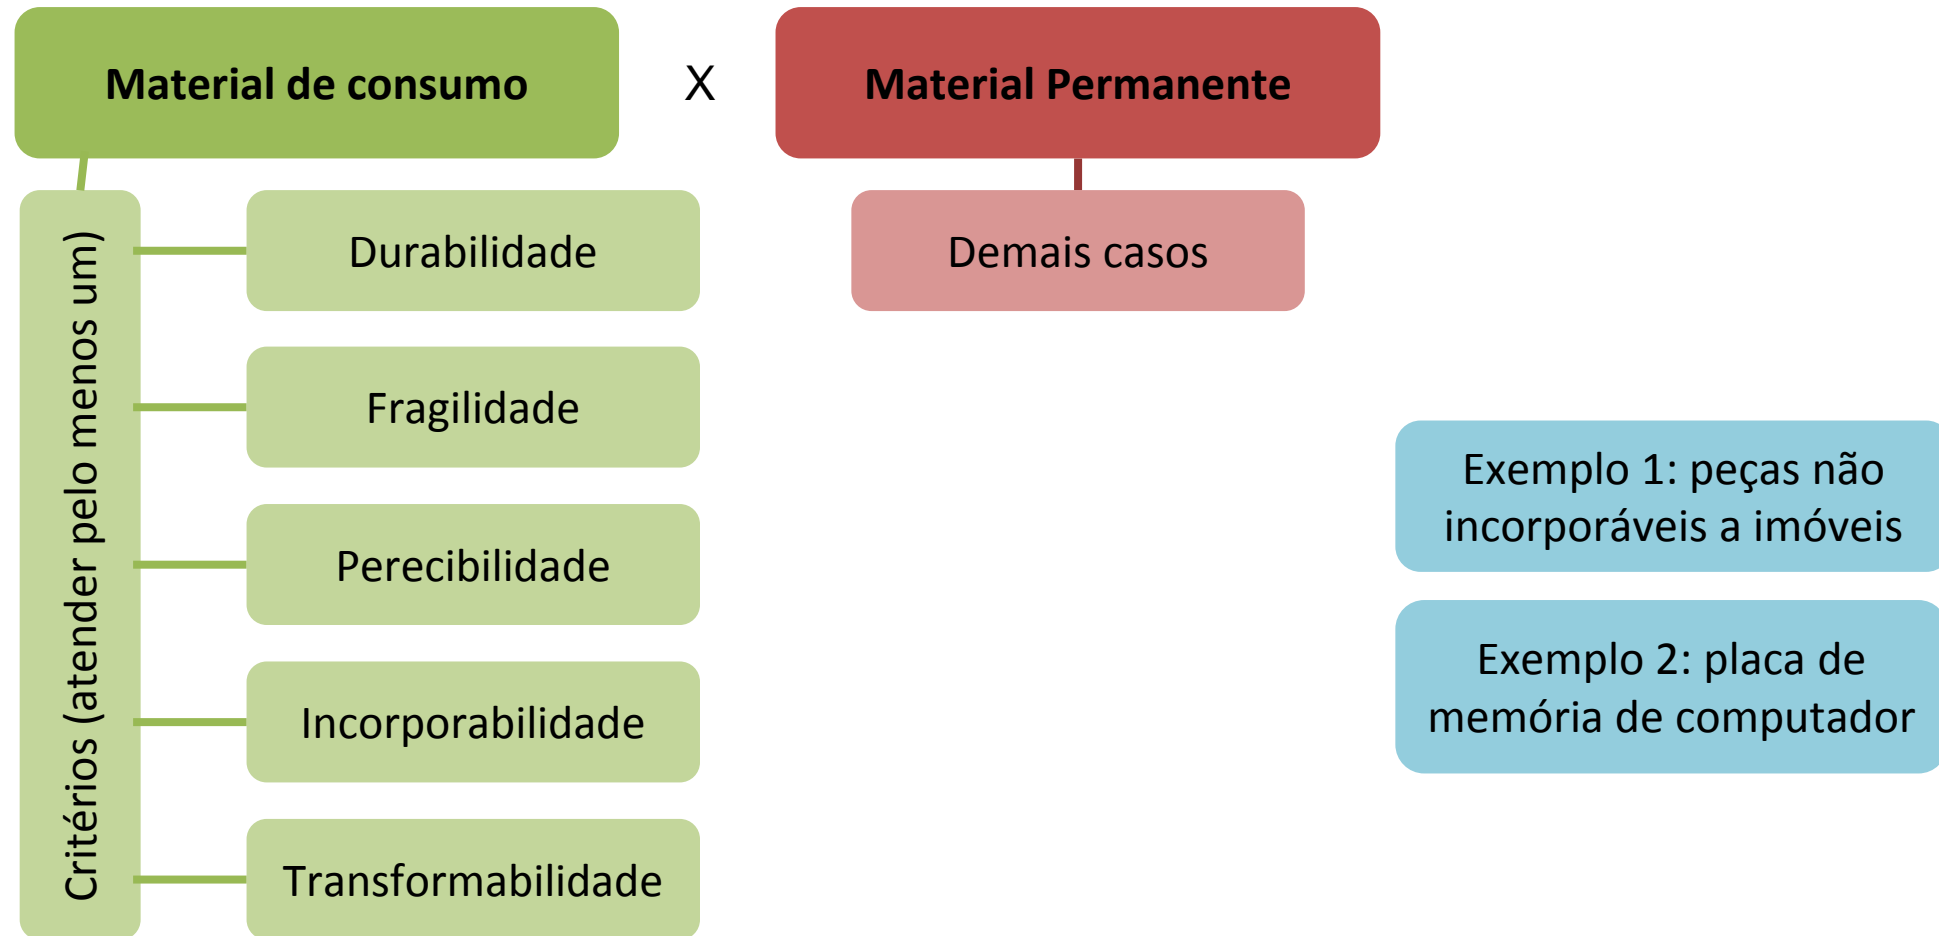 Material de consumo
X
Material Permanente
Critérios (atender pelo menos um)
Durabilidade
Fragilidade
Perecibilidade
Incorporabilidade
Transformabilidade
Demais casos
Exemplo 1: peças não
incorporáveis a imóveis
Exemplo 2: placa de
memória de computador